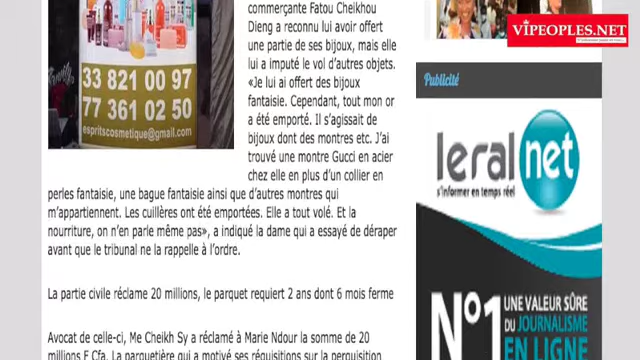 VIPEOPLES.NET
33 821 00 97
77 361 02 50
espritscosmetique@gmail.com
commerçante Fatou Cheikhou
Dieng a reconnu lui avoir offert
une partie de ses bijoux, mais elle
lui a imputé le vol d'autres objets.
«Je lui ai offert des bijoux
fantaisie. Cependant, tout mon or
a été emporté. Il s'agissait de
bijoux dont des montres etc. J'ai
trouvé une montre Gucci en acier
chez elle en plus d'un collier en
perles fantaisie, une bague fantaisie ainsi que d'autres montres qui
m'appartiennent. Les cuillères ont été emportées. Elle a tout volé. Et la
nourriture, on n'en parle même pas», a indiqué la dame qui a essayé de déraper
avant que le tribunal ne la rappelle à l'ordre.
La partie civile réclame 20 millions, le parquet requiert 2 ans dont 6 mois ferme
Avocat de celle-ci, Me Cheikh Sy a réclamé à Marie Ndour la somme de 20
millions F Cfa. La parquetière qui a motivé ses réquisitions sur la perquisition
Publicité
leral net
s'informer en temps réel
N°1
UNE VALEUR SÛRE
DU JOURNALISME
EN LIGNE